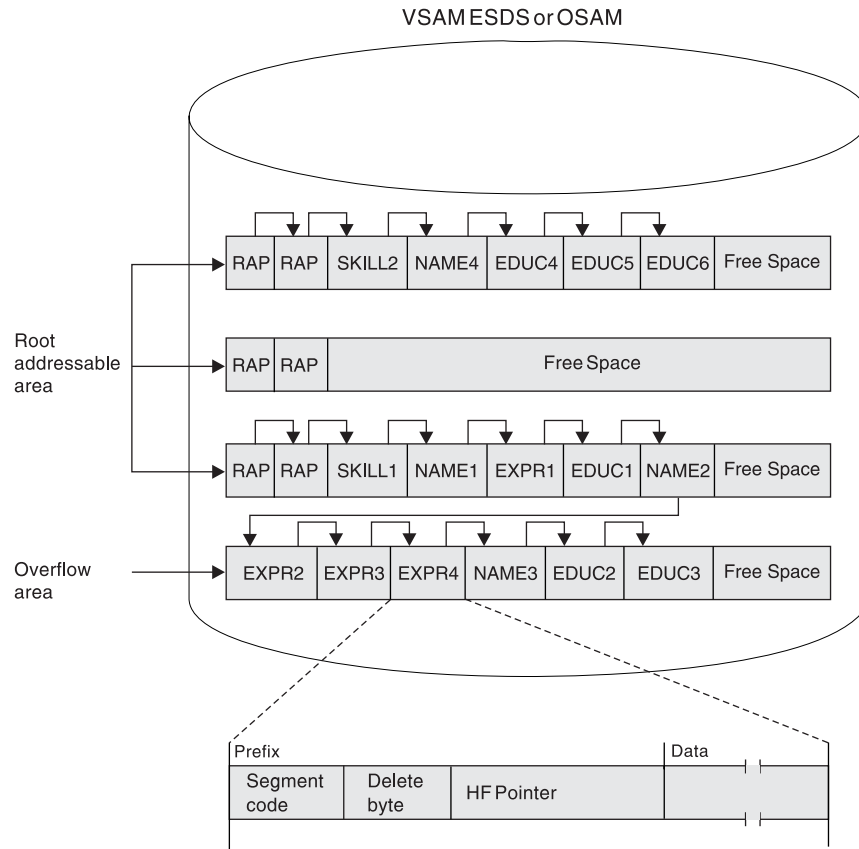 VSAM ESDS or OSAM
RAP RAP SKILL2 NAME4 EDUC4 EDUC5 EDUC6 Free Space
Root
addressable
area
RAP RAP Free Space
RAP RAP SKILL1 NAME1 EXPR1 EDUC1 NAME2 Free Space
Overflow
area
EXPR2 EXPR3 EXPR4 NAME3 EDUC2 EDUC3 Free Space
Prefix Data
Segment
code
Delete
byte
HF Pointer